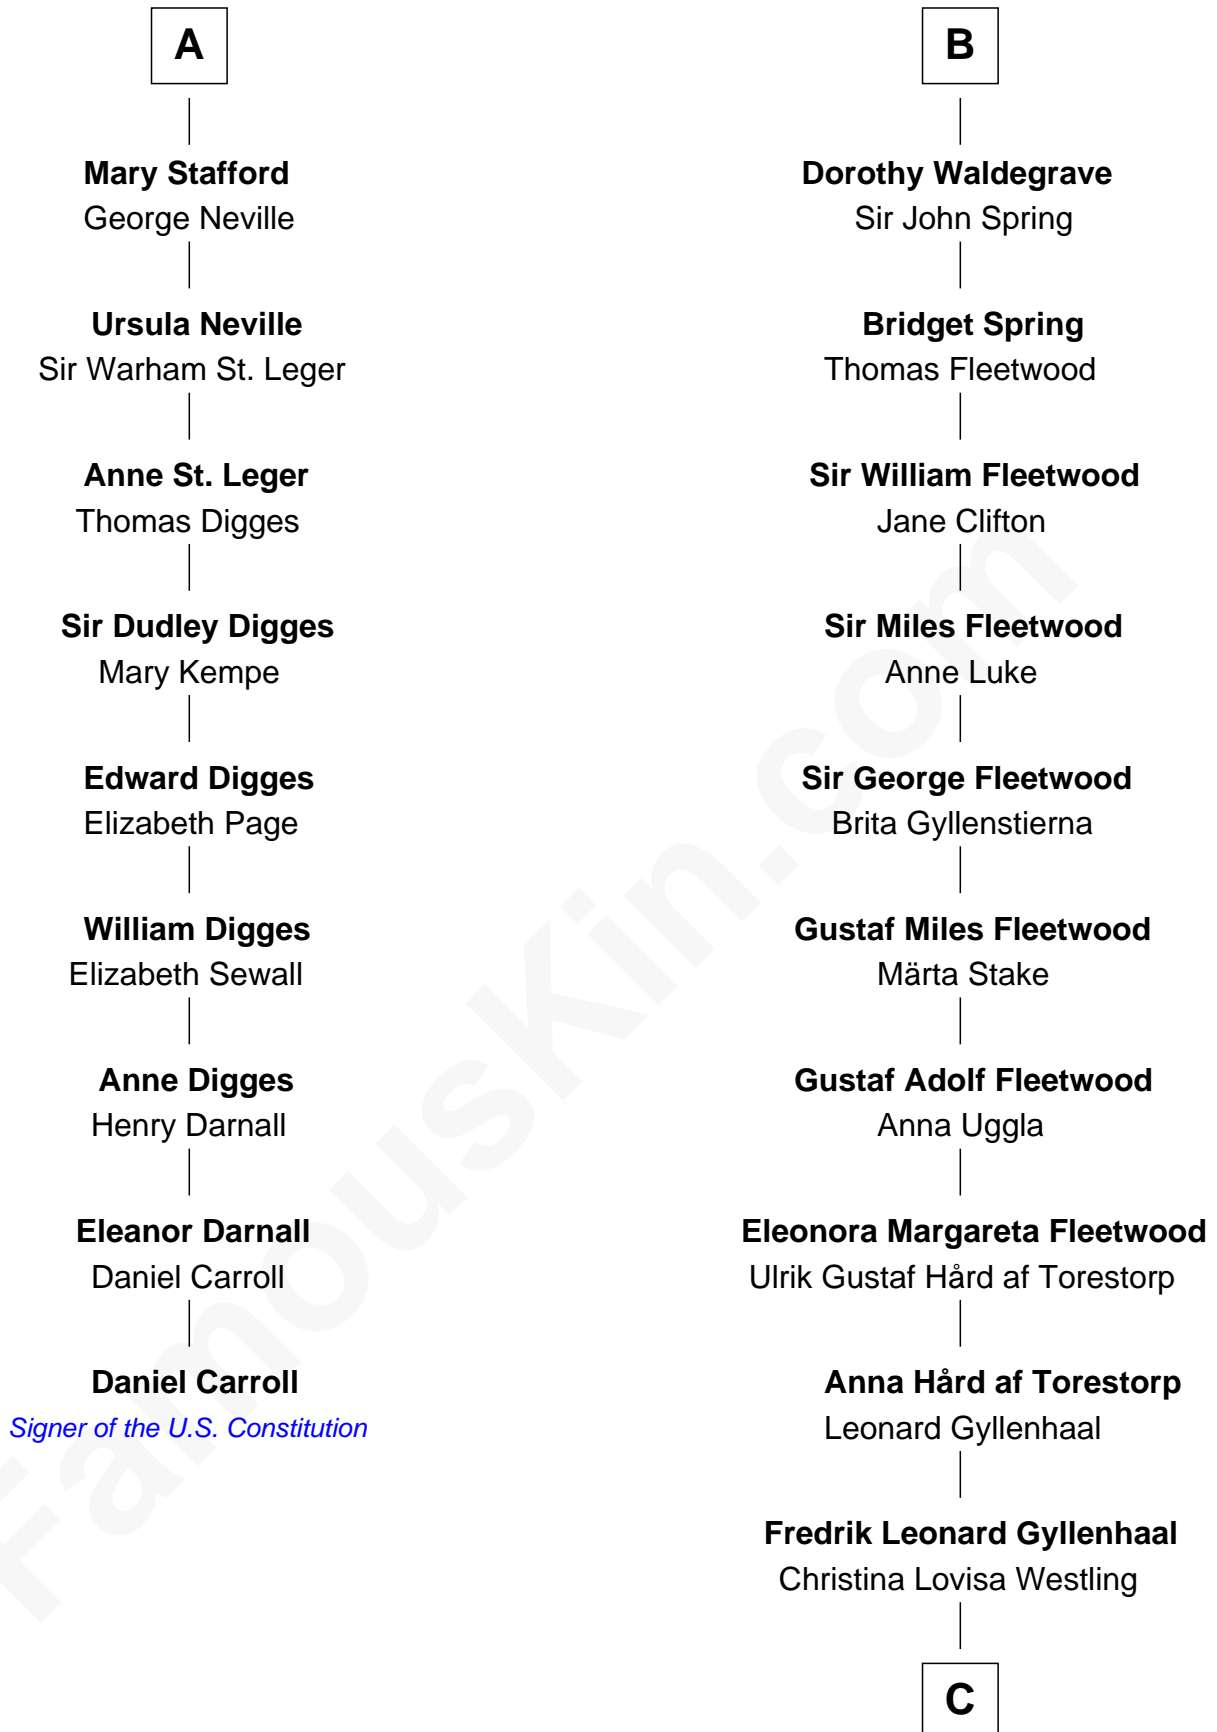 A
Mary Stafford
George Neville
Ursula Neville
Sir Warham St. Leger
Anne St. Leger
Thomas Digges
Sir Dudley Digges
Mary Kempe
Edward Digges
Elizabeth Page
William Digges
Elizabeth Sewall
Anne Digges
Henry Darnall
Eleanor Darnall
Daniel Carroll
Daniel Carroll
Signer of the U.S. Constitution
B
Dorothy Waldegrave
Sir John Spring
Bridget Spring
Thomas Fleetwood
Sir William Fleetwood
Jane Clifton
Sir Miles Fleetwood
Anne Luke
Sir George Fleetwood
Brita Gyllenstierna
Gustaf Miles Fleetwood
Märta Stake
Gustaf Adolf Fleetwood
Anna Uggla
Eleonora Margareta Fleetwood
Ulrik Gustaf Hård af Torestorp
Anna Hård af Torestorp
Leonard Gyllenhaal
Fredrik Leonard Gyllenhaal
Christina Lovisa Westling
C
FamousKin.com